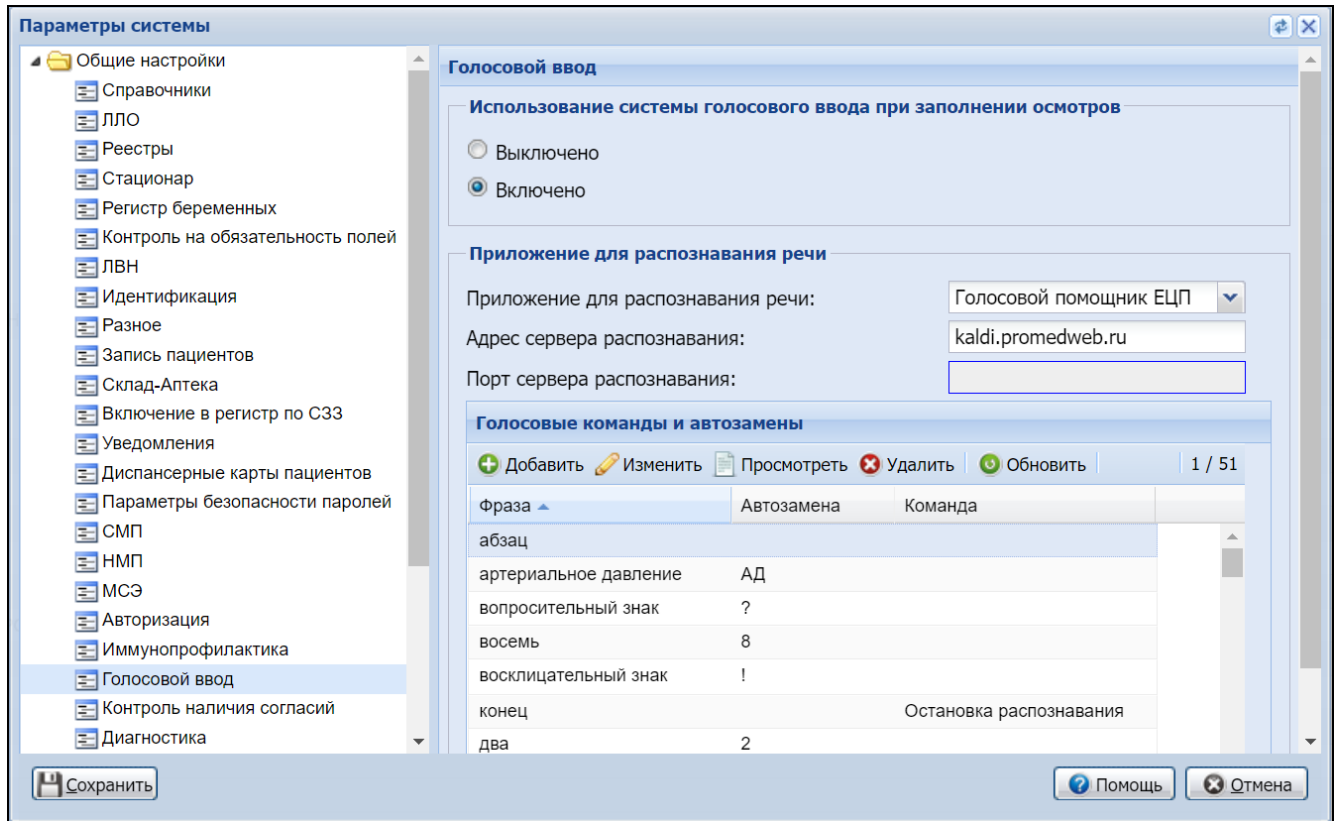 Параметры системы
Общие настройки
Справочники
ЛЛО
Реестры
Стационар
Регистр беременных
Контроль на обязательность полей
ЛВН
Идентификация
Разное
Запись пациентов
Склад-Аптека
Включение в регистр по СЗЗ
Уведомления
Диспансерные карты пациентов
Параметры безопасности паролей
СМП
НМП
МСЭ
Авторизация
Иммунопрофилактика
Голосовой ввод
Контроль наличия согласий
Диагностика
Голосовой ввод
Использование системы голосового ввода при заполнении осмотров
Выключено
Включено
Приложение для распознавания речи
Приложение для распознавания речи: Голосовой помощник ЕЦП
Адрес сервера распознавания: kaldi.promedweb.ru
Порт сервера распознавания:
Голосовые команды и автозамены
Добавить Изменить Просмотреть Удалить Обновить 1 / 51
Фраза Автозамена Команда
абзац
артериальное давление АД
вопросительный знак ?
восемь 8
восклицательный знак !
конец Остановка распознавания
два 2
Сохранить Помощь Отмена